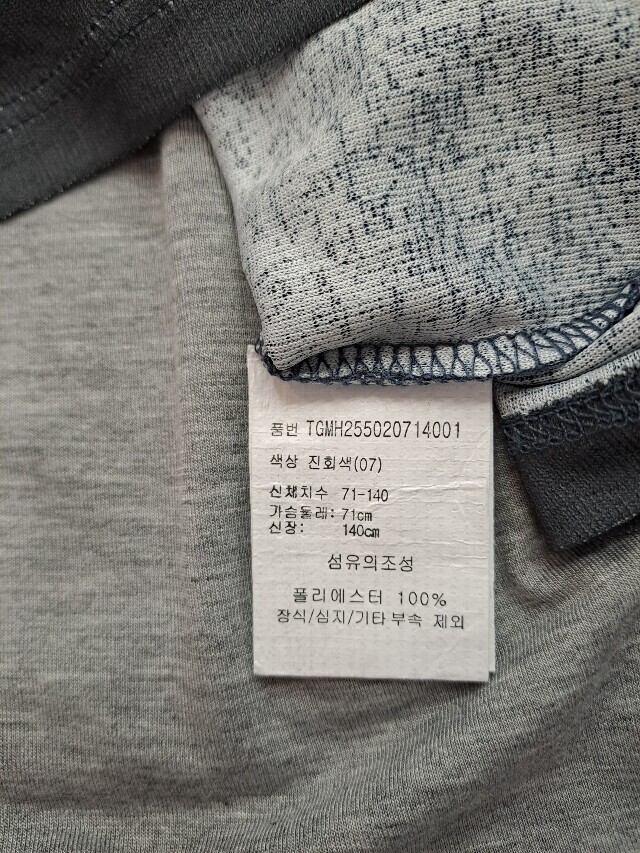 품번 TGMH255020714001
색상 진회색(07)
신체치수 71-140
가슴둘레: 71cm
신장: 140cm
섬유의조성
폴리에스터 100%
장식/심지/기타 부속 제외